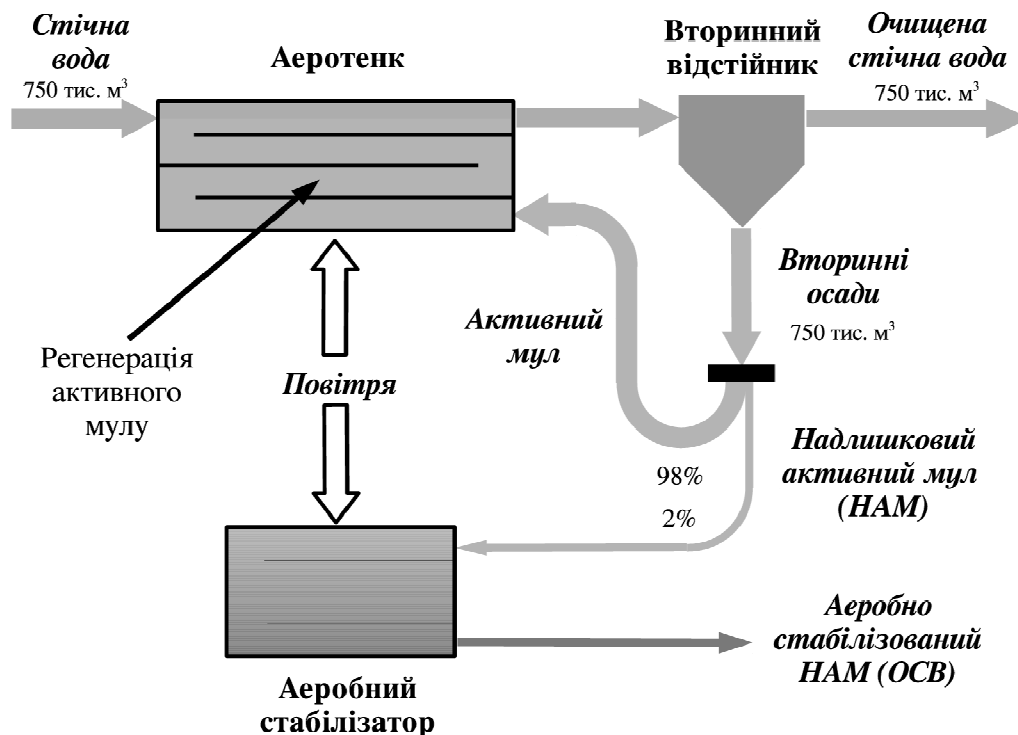 Стічна
вода
750 тис. м³
Аеротенк
Вторинний
відстійник
Очищена
стічна вода
750 тис. м³
Вторинні
осади
750 тис. м³
Активний
мул
Регенерація
активного
мулу
Повітря
98%
2%
Надлишковий
активний мул
(НАМ)
Аеробно
стабілізований
НАМ (ОСВ)
Аеробний
стабілізатор